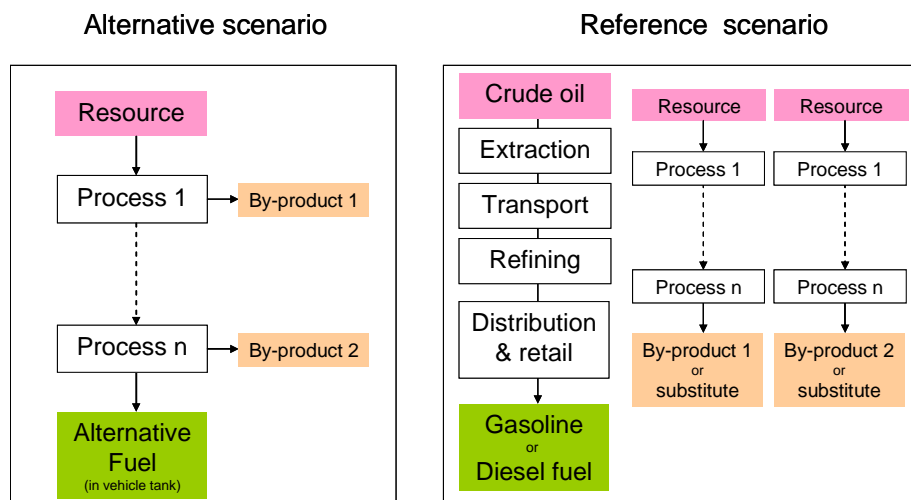 Alternative scenario
Resource
Process 1
By-product 1
Process n
By-product 2
Alternative
Fuel
(in vehicle tank)
Reference scenario
Crude oil
Extraction
Transport
Refining
Distribution
& retail
Gasoline
or
Diesel fuel
Resource
Process 1
Process n
By-product 1
or
substitute
Resource
Process 1
Process n
By-product 2
or
substitute